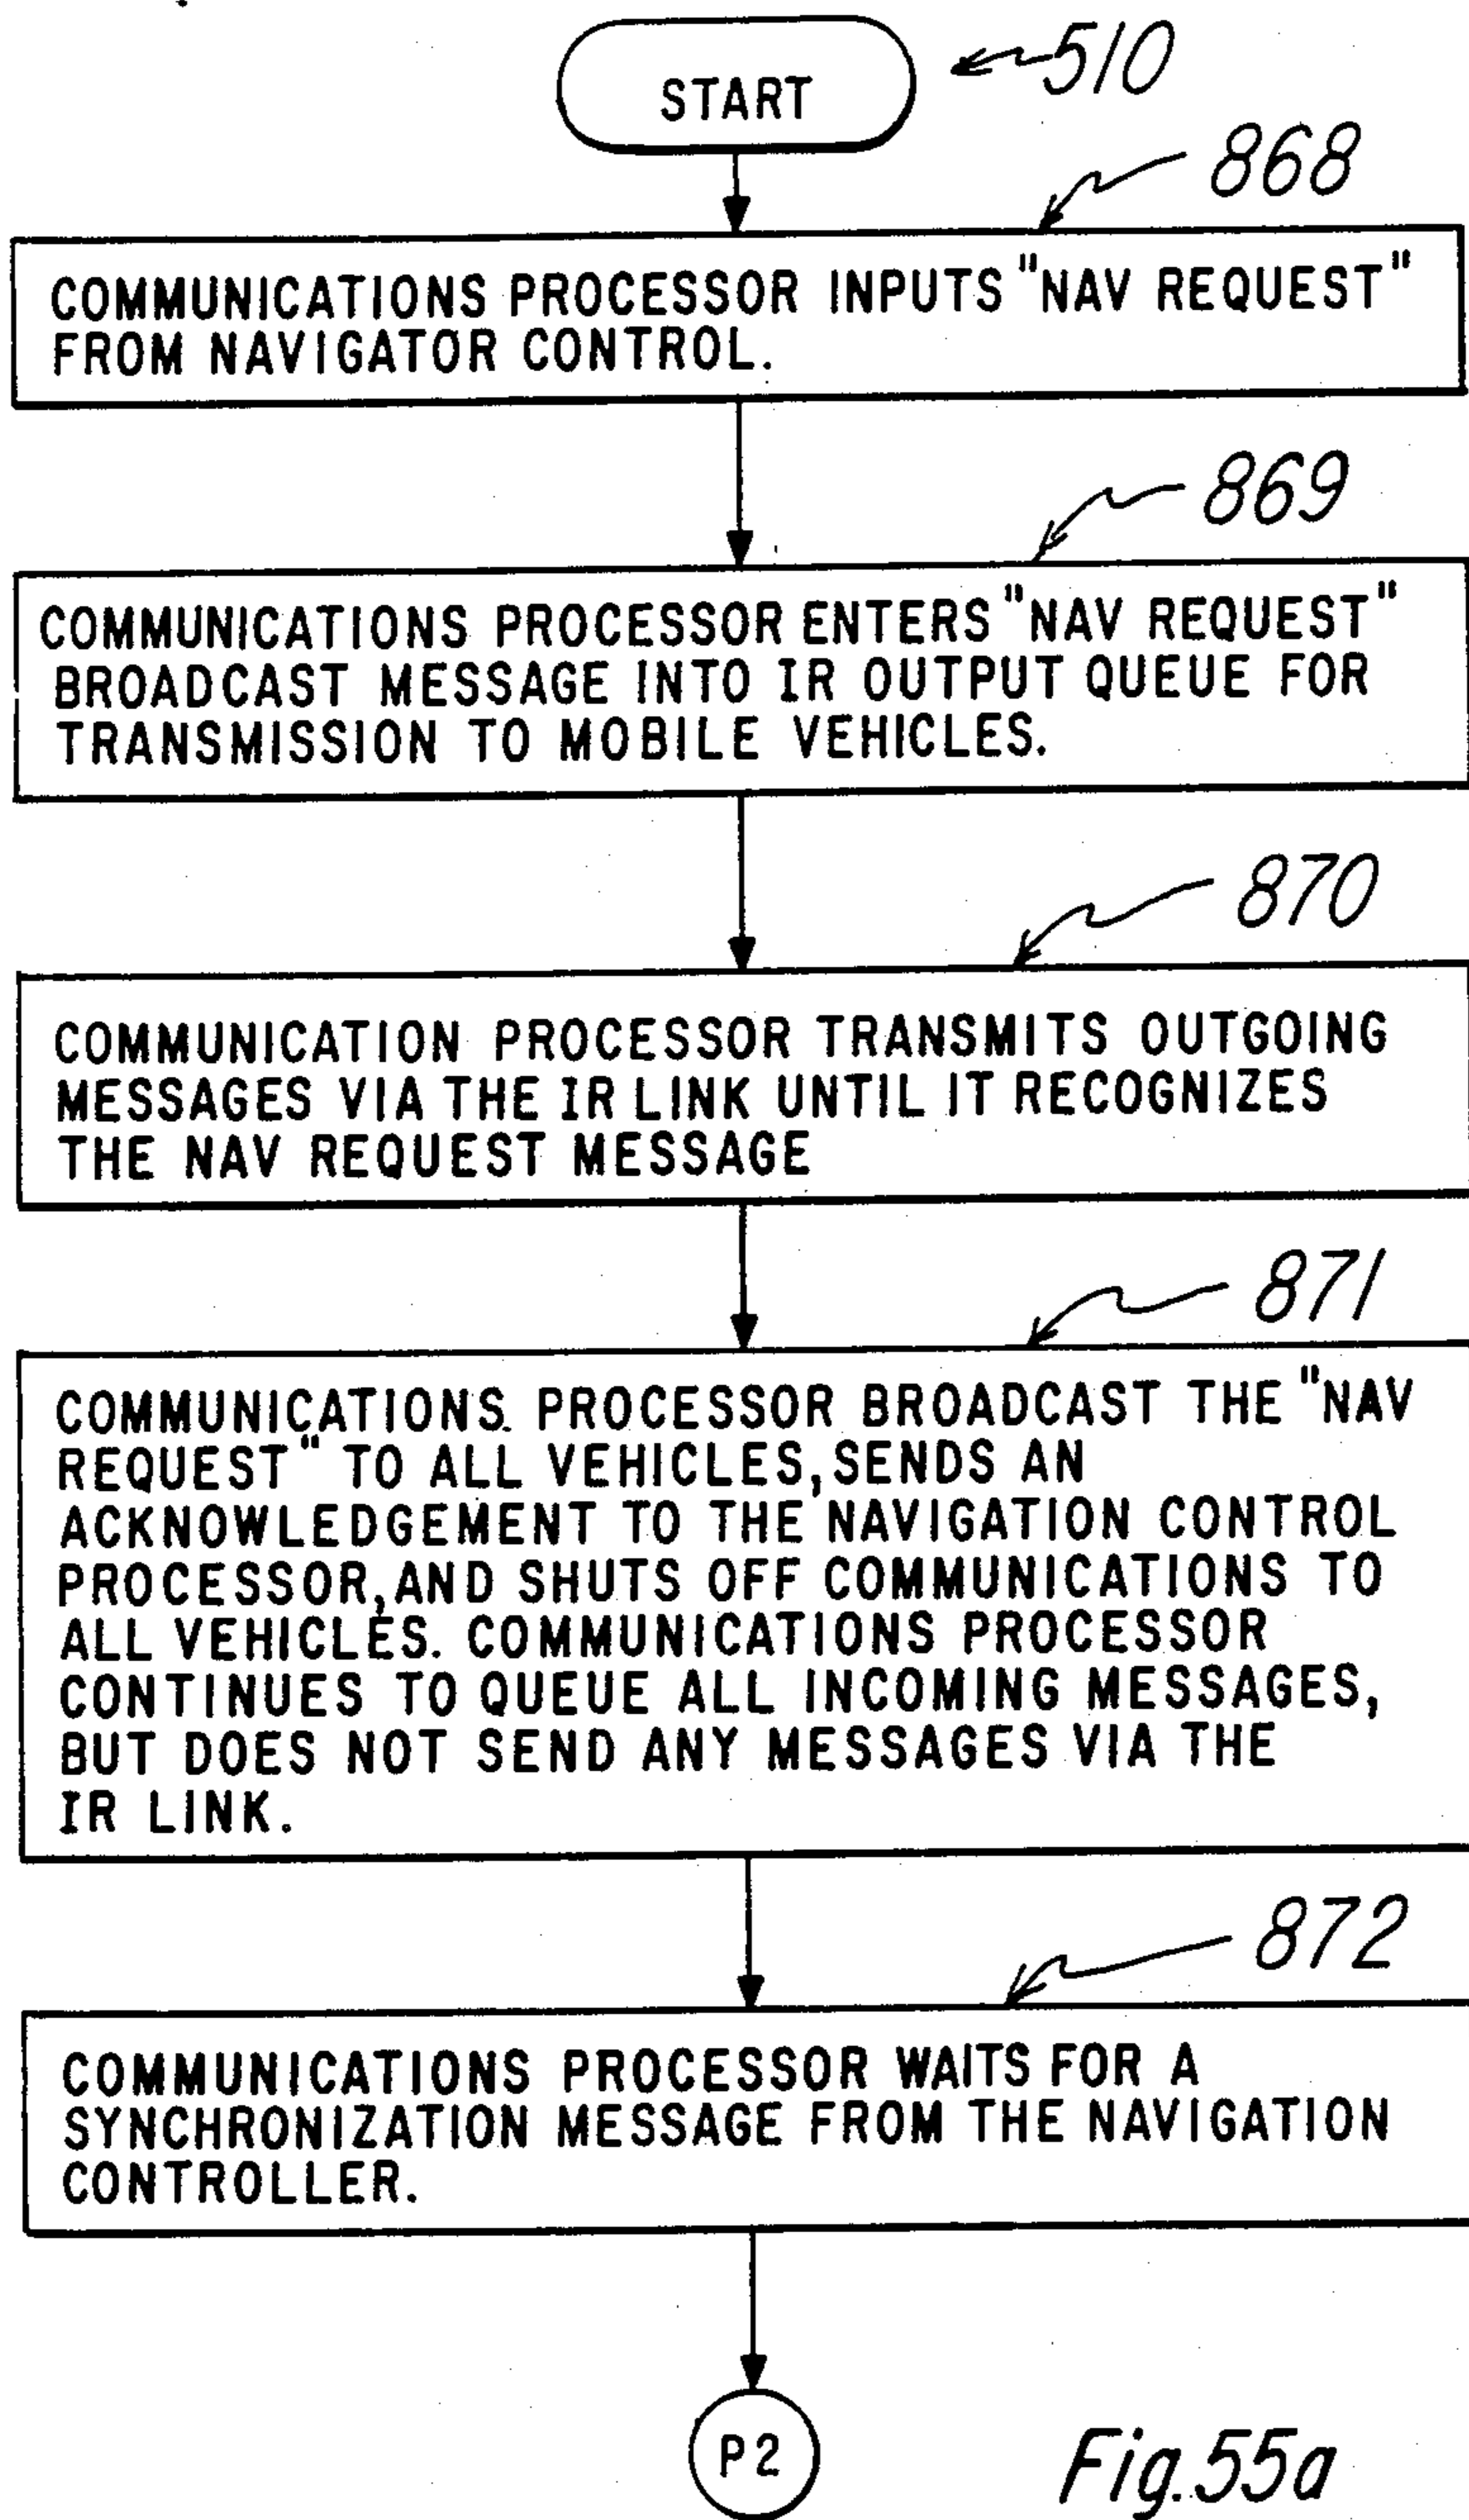 START
510
868
COMMUNICATIONS PROCESSOR INPUTS "NAV REQUEST"
FROM NAVIGATOR CONTROL.
869
COMMUNICATIONS PROCESSOR ENTERS "NAV REQUEST"
BROADCAST MESSAGE INTO IR OUTPUT QUEUE FOR
TRANSMISSION TO MOBILE VEHICLES.
870
COMMUNICATION PROCESSOR TRANSMITS OUTGOING
MESSAGES VIA THE IR LINK UNTIL IT RECOGNIZES
THE NAV REQUEST MESSAGE
871
COMMUNICATIONS PROCESSOR BROADCAST THE "NAV
REQUEST" TO ALL VEHICLES, SENDS AN
ACKNOWLEDGEMENT TO THE NAVIGATION CONTROL
PROCESSOR, AND SHUTS OFF COMMUNICATIONS TO
ALL VEHICLES. COMMUNICATIONS PROCESSOR
CONTINUES TO QUEUE ALL INCOMING MESSAGES,
BUT DOES NOT SEND ANY MESSAGES VIA THE
IR LINK.
872
COMMUNICATIONS PROCESSOR WAITS FOR A
SYNCHRONIZATION MESSAGE FROM THE NAVIGATION
CONTROLLER.
P2
Fig.55a